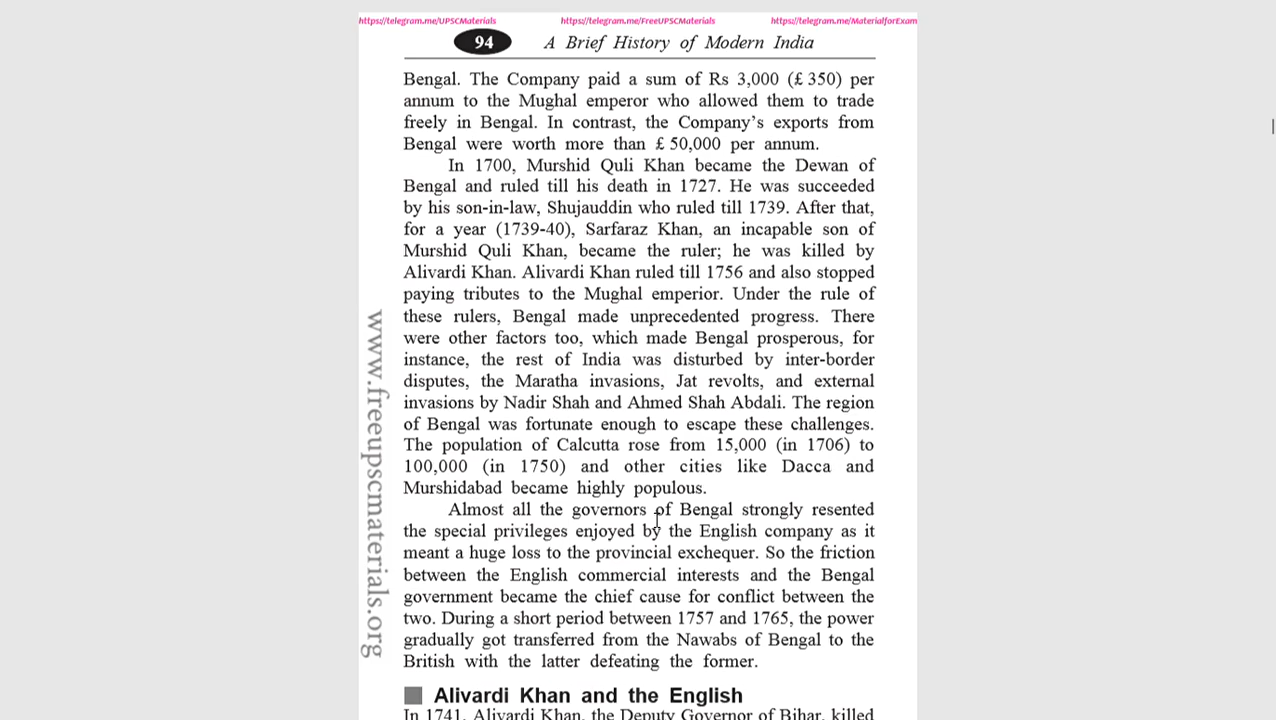 https://telegram.me/UPSCMaterials https://telegram.me/FreeUPSCMaterials https://telegram.me/MaterialforExam
94 A Brief History of Modern India
Bengal. The Company paid a sum of Rs 3,000 (£ 350) per
annum to the Mughal emperor who allowed them to trade
freely in Bengal. In contrast, the Company's exports from
Bengal were worth more than £ 50,000 per annum.
In 1700, Murshid Quli Khan became the Dewan of
Bengal and ruled till his death in 1727. He was succeeded
by his son-in-law, Shujauddin who ruled till 1739. After that,
for a year (1739-40), Sarfaraz Khan, an incapable son of
Murshid Quli Khan, became the ruler; he was killed by
Alivardi Khan. Alivardi Khan ruled till 1756 and also stopped
paying tributes to the Mughal emperior. Under the rule of
these rulers, Bengal made unprecedented progress. There
were other factors too, which made Bengal prosperous, for
instance, the rest of India was disturbed by inter-border
disputes, the Maratha invasions, Jat revolts, and external
invasions by Nadir Shah and Ahmed Shah Abdali. The region
of Bengal was fortunate enough to escape these challenges.
The population of Calcutta rose from 15,000 (in 1706) to
100,000 (in 1750) and other cities like Dacca and
Murshidabad became highly populous.
Almost all the governors of Bengal strongly resented
the special privileges enjoyed by the English company as it
meant a huge loss to the provincial exchequer. So the friction
between the English commercial interests and the Bengal
government became the chief cause for conflict between the
two. During a short period between 1757 and 1765, the power
gradually got transferred from the Nawabs of Bengal to the
British with the latter defeating the former.
Alivardi Khan and the English
In 1741, Alivardi Khan, the Deputy Governor of Bihar, killed
www.freeupscmaterials.org